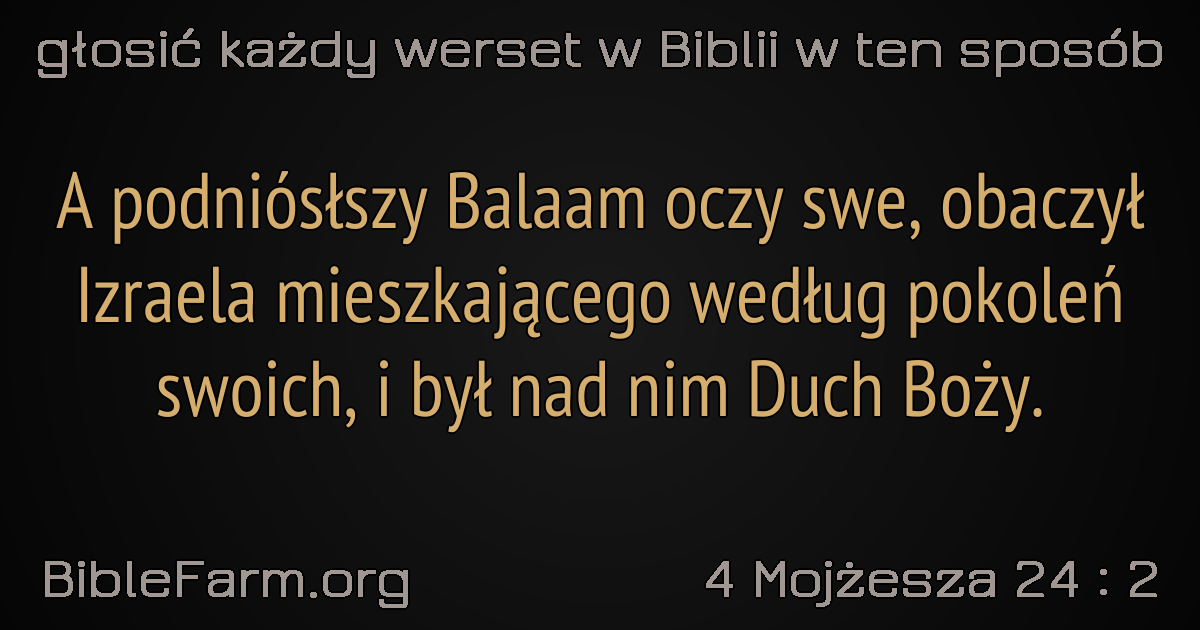 głosić każdy werset w Biblii w ten sposób
A podniósłszy Balaam oczy swe, obaczył
Izraela mieszkającego według pokoleń
swoich, i był nad nim Duch Boży.
BibleFarm.org
4 Mojżesza 24 : 2